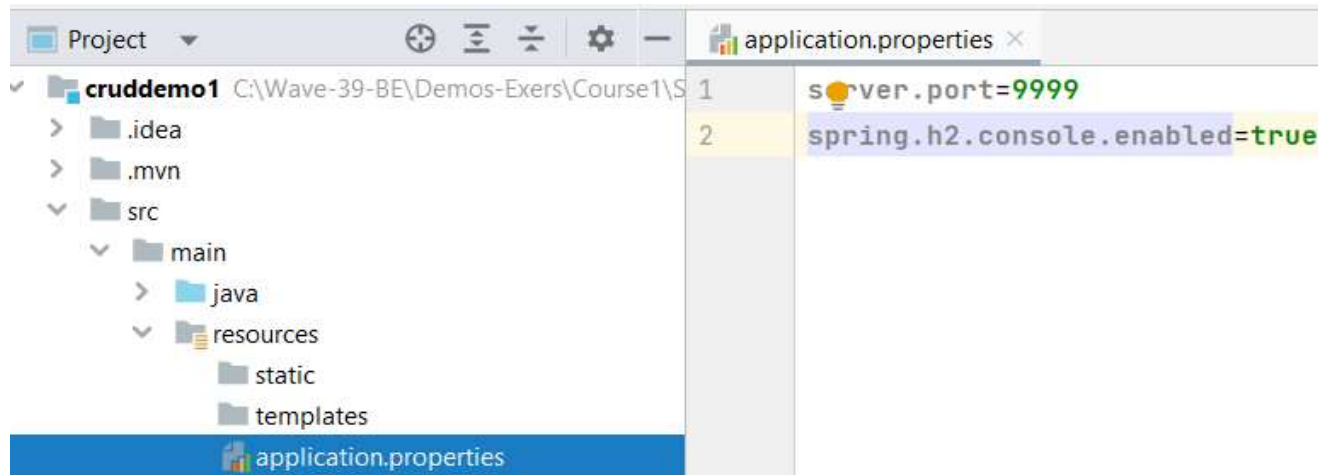 Project
cruddemo1 C:\Wave-39-BE\Demos-Exers\Course1\S
.idea
.mvn
src
main
java
resources
static
templates
application.properties
application.properties
1 server.port=9999
2 spring.h2.console.enabled=true